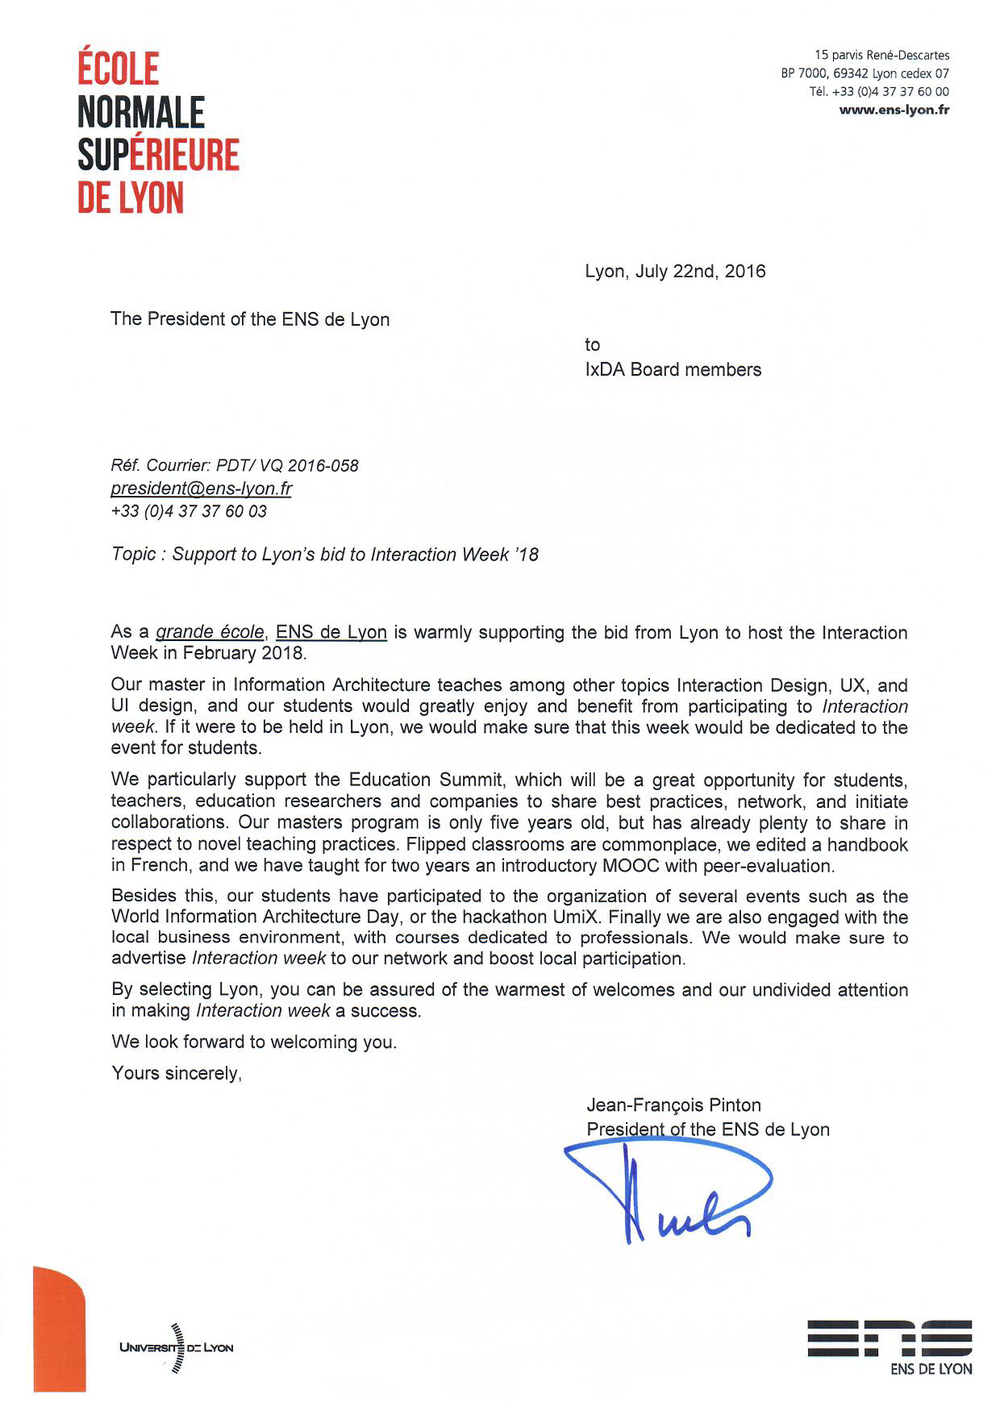 ÉCOLE
NORMALE
SUPÉRIEURE
DE LYON
15 parvis René-Descartes
BP 7000, 69342 Lyon cedex 07
Tél. +33 (0)4 37 37 60 00
www.ens-lyon.fr
Lyon, July 22nd, 2016
The President of the ENS de Lyon
to
IxDA Board members
Réf. Courrier: PDT/ VQ 2016-058
president@ens-lyon.fr
+33 (0)4 37 37 60 03
Topic : Support to Lyon's bid to Interaction Week '18
As a grande école, ENS de Lyon is warmly supporting the bid from Lyon to host the Interaction
Week in February 2018.
Our master in Information Architecture teaches among other topics Interaction Design, UX, and
UI design, and our students would greatly enjoy and benefit from participating to Interaction
week. If it were to be held in Lyon, we would make sure that this week would be dedicated to the
event for students.
We particularly support the Education Summit, which will be a great opportunity for students,
teachers, education researchers and companies to share best practices, network, and initiate
collaborations. Our masters program is only five years old, but has already plenty to share in
respect to novel teaching practices. Flipped classrooms are commonplace, we edited a handbook
in French, and we have taught for two years an introductory MOOC with peer-evaluation.
Besides this, our students have participated to the organization of several events such as the
World Information Architecture Day, or the hackathon UmiX. Finally we are also engaged with the
local business environment, with courses dedicated to professionals. We would make sure to
advertise Interaction week to our network and boost local participation.
By selecting Lyon, you can be assured of the warmest of welcomes and our undivided attention
in making Interaction week a success.
We look forward to welcoming you.
Yours sincerely,
Jean-François Pinton
President of the ENS de Lyon
UNIVERSITÉ DE LYON
ENS
ENS DE LYON